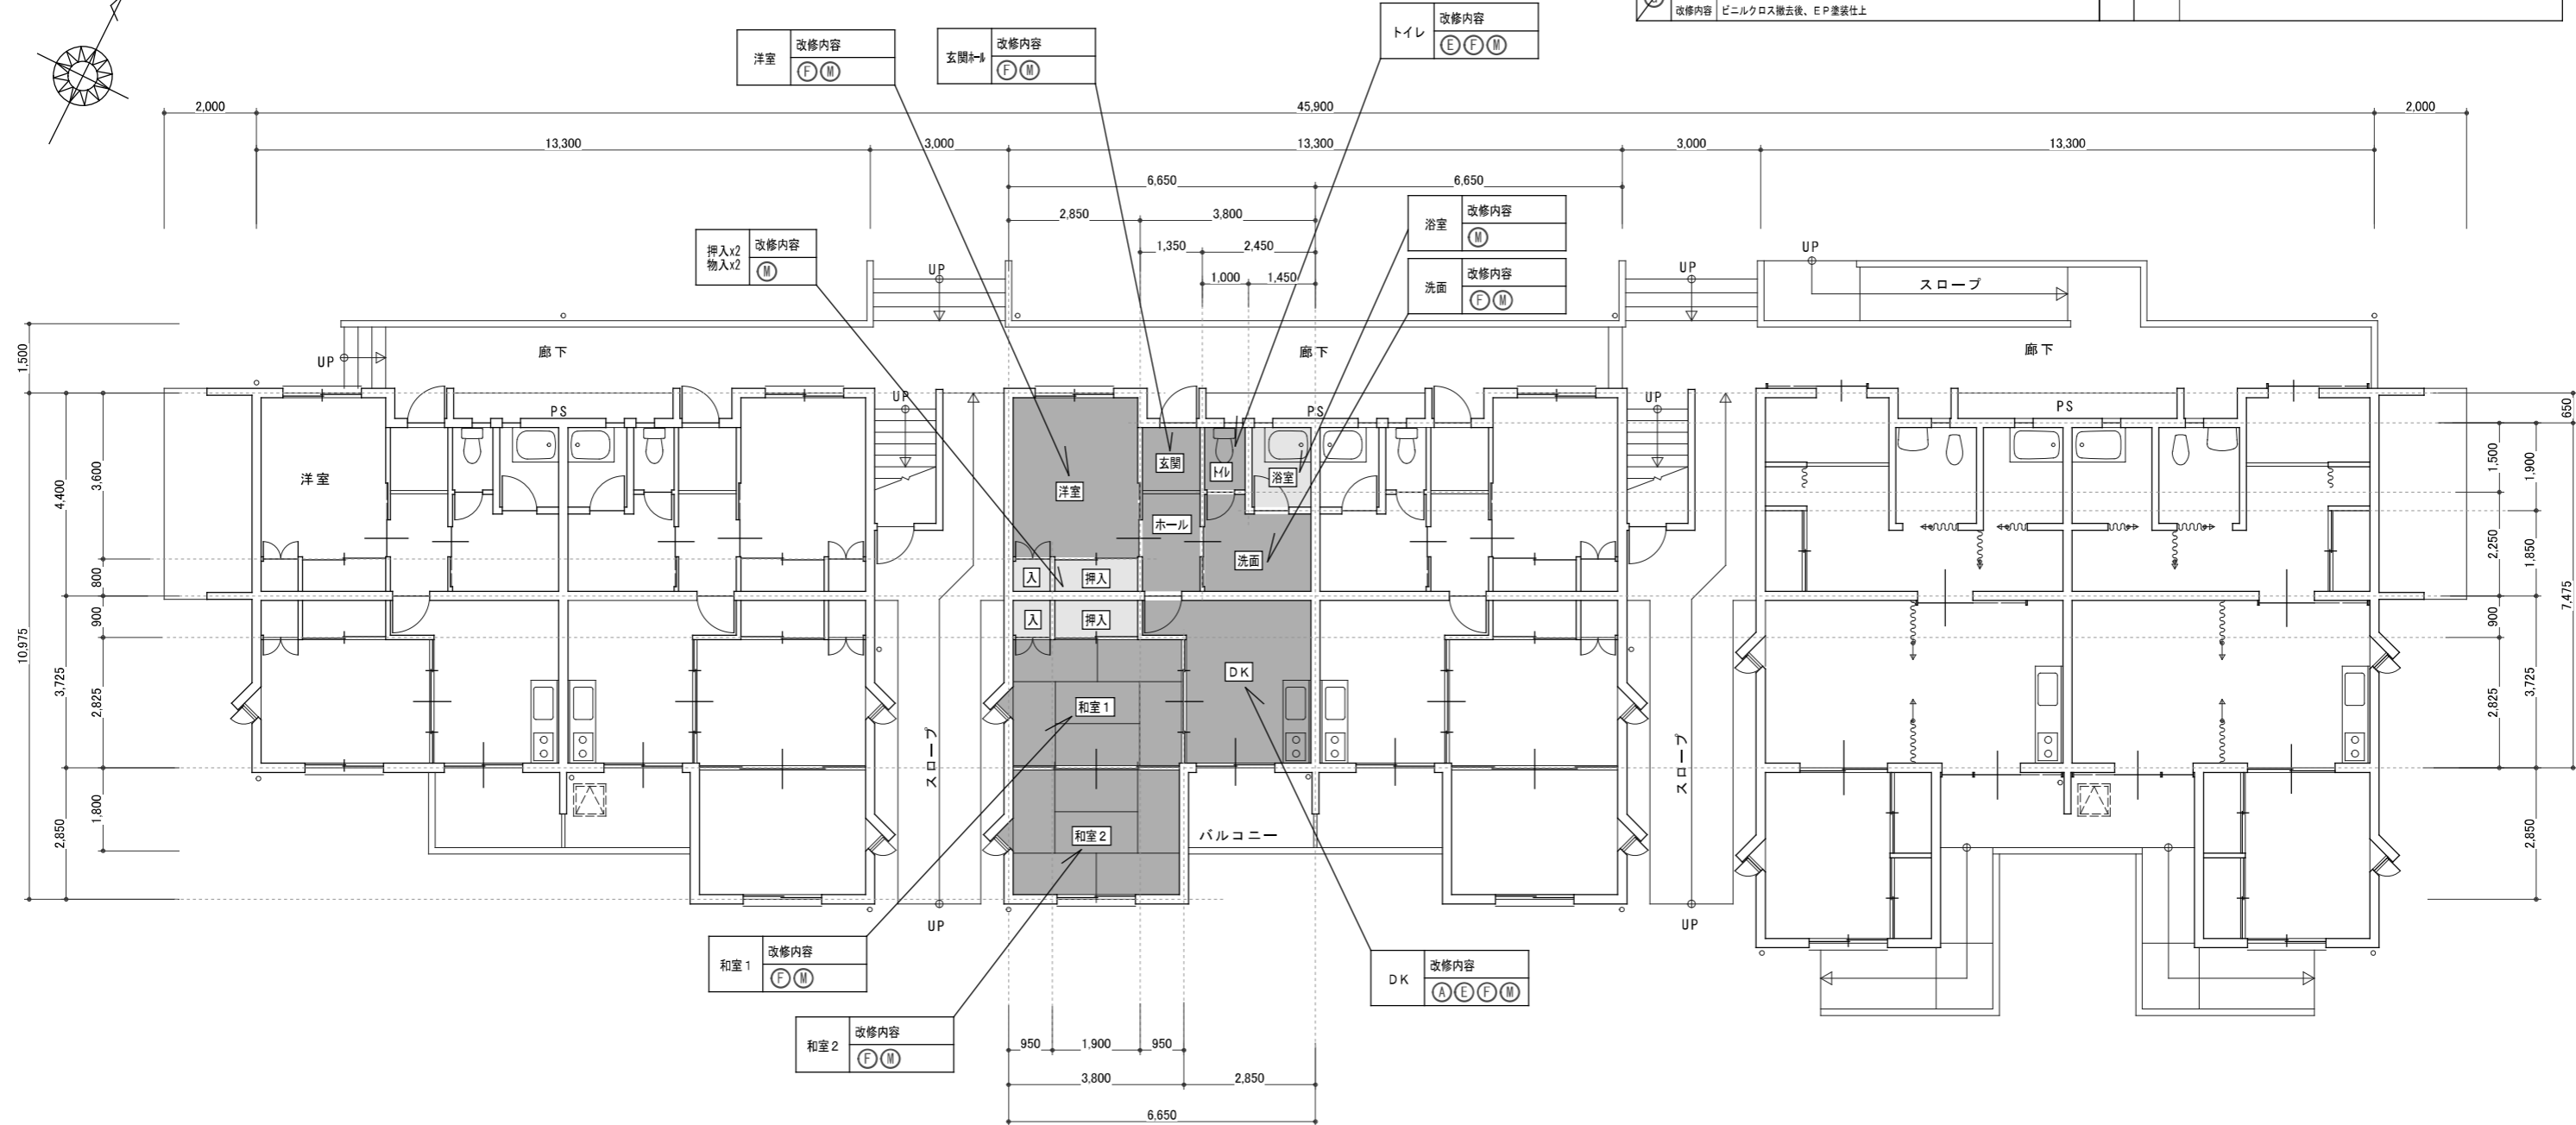 改修内容 ビニルクロス撤去後、EP塗装仕上
トイレ 改修内容
E F M
洋室 改修内容
F M
玄関ホール 改修内容
F M
2,000 45,900 2,000
13,300 3,000 13,300 3,000 13,300
6,650 6,650
2,850 3,800
浴室 改修内容
M
押入x2
物入x2
改修内容
M
1,350 2,450
1,000 1,450
洗面 改修内容
F M
UP UP UP
スロープ
1,500
UP 廊下 廊下 廊下
PS UP PS UP PS
650
4,400 3,600
洋室
洋室 玄関 トイレ 浴室
ホール 洗面
1,500 1,900
2,250 1,850
7,475
800
入 押入
900
入 押入
900
10,975
3,725 2,825
DK
和室1
2,825 3,725
スロープ スロープ
1,800
2,850
和室2 バルコニー
2,850
UP UP
和室1 改修内容
F M
DK 改修内容
A E F M
和室2 改修内容
F M
950 1,900 950
3,800 2,850
6,650